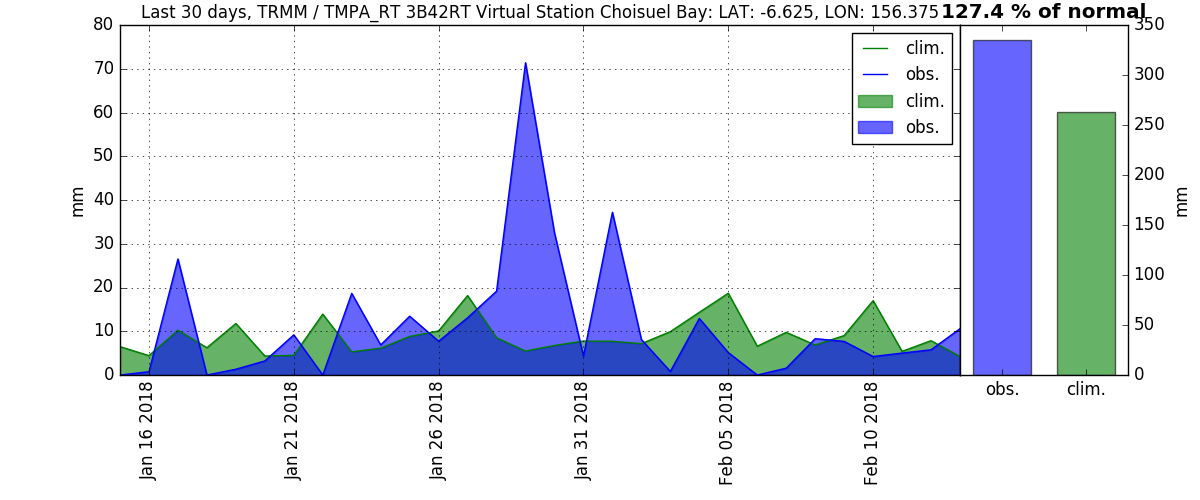 Last 30 days, TRMM / TMPA_RT 3B42RT Virtual Station Choisuel Bay: LAT: -6.625, LON: 156.375
127.4 % of normal
80
70
60
50
40
30
20
10
0
mm
clim.
obs.
clim.
obs.
Jan 16 2018
Jan 21 2018
Jan 26 2018
Jan 31 2018
Feb 05 2018
Feb 10 2018
350
300
250
200
150
100
50
0
mm
obs.
clim.